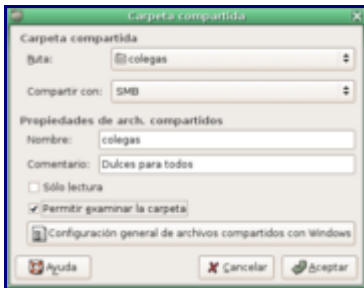 Carpeta compartida
Carpeta compartida
Ruta: colegas
Compartir con: SMB
Propiedades de arch. compartidos
Nombre: colegas
Comentario: Dulces para todos
Sólo lectura
Permitir examinar la carpeta
Configuración general de archivos compartidos con Windows
Ayuda Cancelar Aceptar